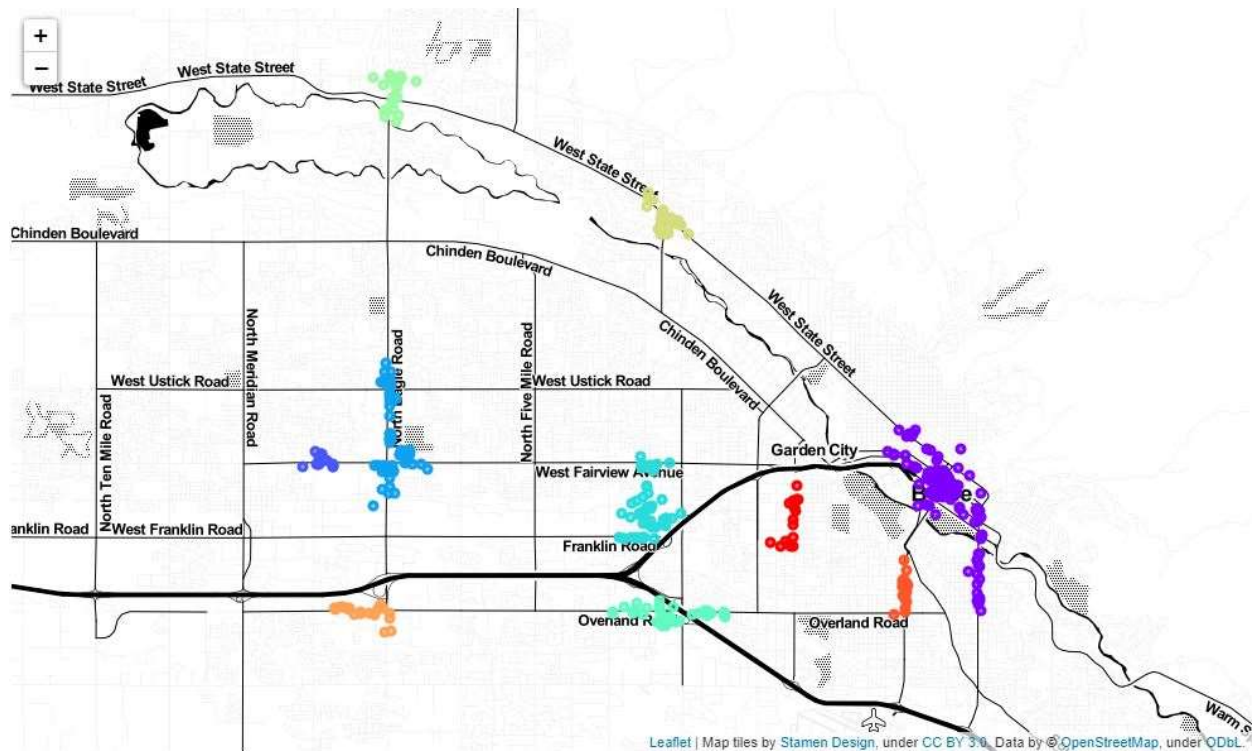 +
−
West State Street
West State Street
West State Street
Chinden Boulevard
Chinden Boulevard
West State Street
Chinden Boulevard
North Meridian Road
North Eagle Road
North Five Mile Road
North Ten Mile Road
West Ustick Road
West Ustick Road
Garden City
West Fairview Avenue
anklin Road
West Franklin Road
Franklin Road
Overland R
Overland Road
Warm S
Leaflet | Map tiles by Stamen Design, under CC BY 3.0. Data by © OpenStreetMap, under ODbL.